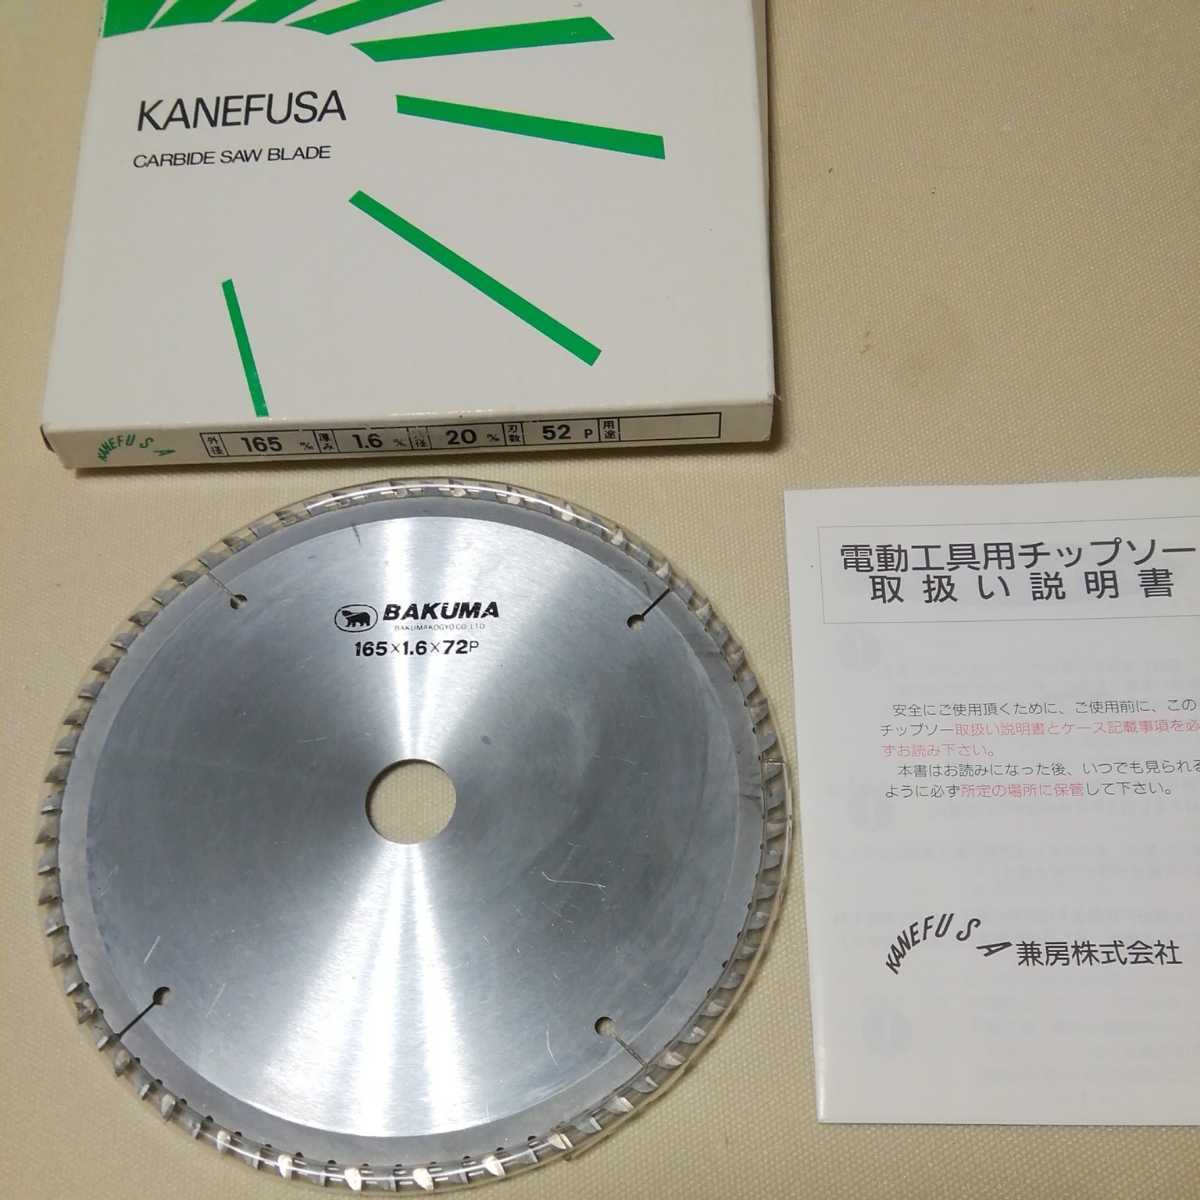 KANEFUSA
CARBIDE SAW BLADE
KANEFUSA 外径 165 m/m 厚み 1.6 m/m 径 20 m/m 刃数 52 P 用途
BAKUMA
BAKUMAKOGYO CO.,LTD
165×1.6×72P
電動工具用チップソー
取扱い説明書
安全にご使用頂くために、ご使用前に、この
チップソー取扱い説明書とケース記載事項を必
ずお読み下さい。
本書はお読みになった後、いつでも見られる
ように必ず所定の場所に保管して下さい。
KANEFUSA 兼房株式会社